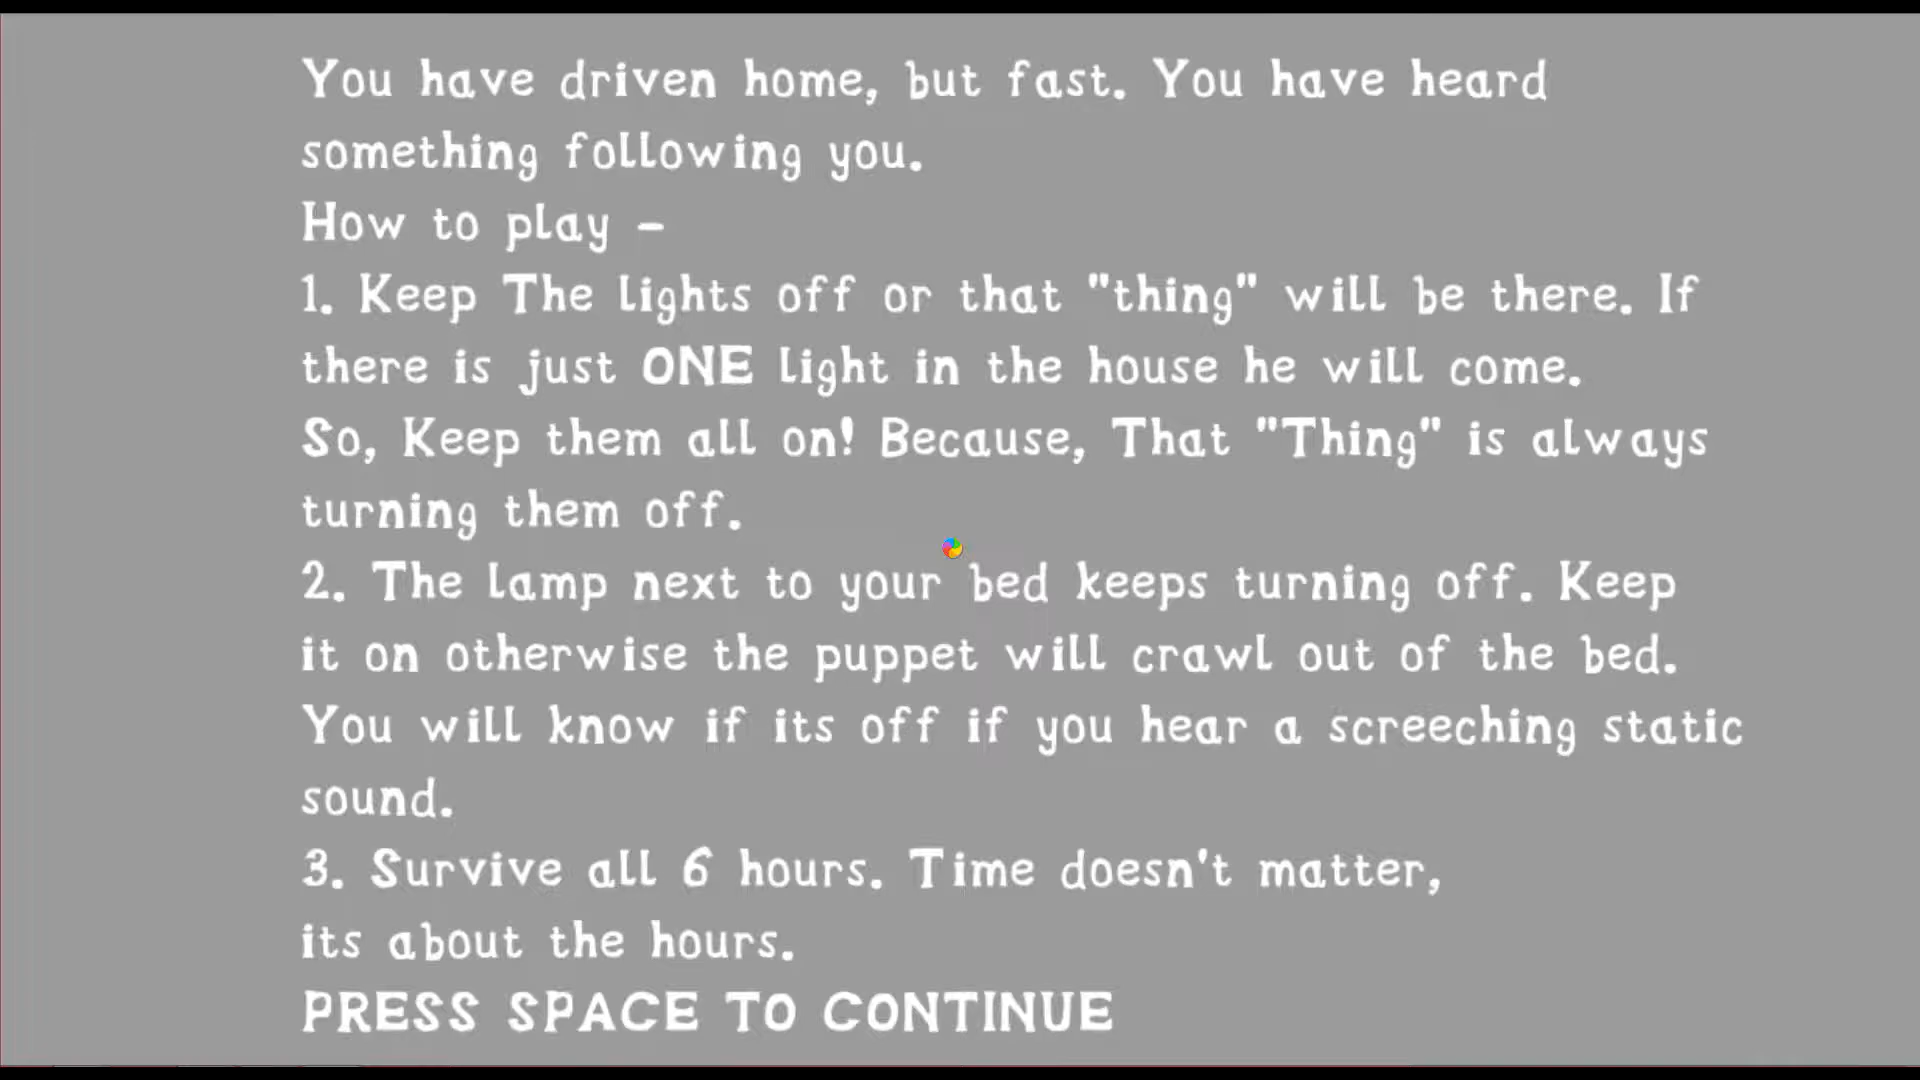 You have driven home, but fast. You have heard
something following you.
How to play -
1. Keep The lights off or that "thing" will be there. If
there is just ONE light in the house he will come.
So, Keep them all on! Because, That "Thing" is always
turning them off.
2. The lamp next to your bed keeps turning off. Keep
it on otherwise the puppet will crawl out of the bed.
You will know if its off if you hear a screeching static
sound.
3. Survive all 6 hours. Time doesn't matter,
its about the hours.
PRESS SPACE TO CONTINUE